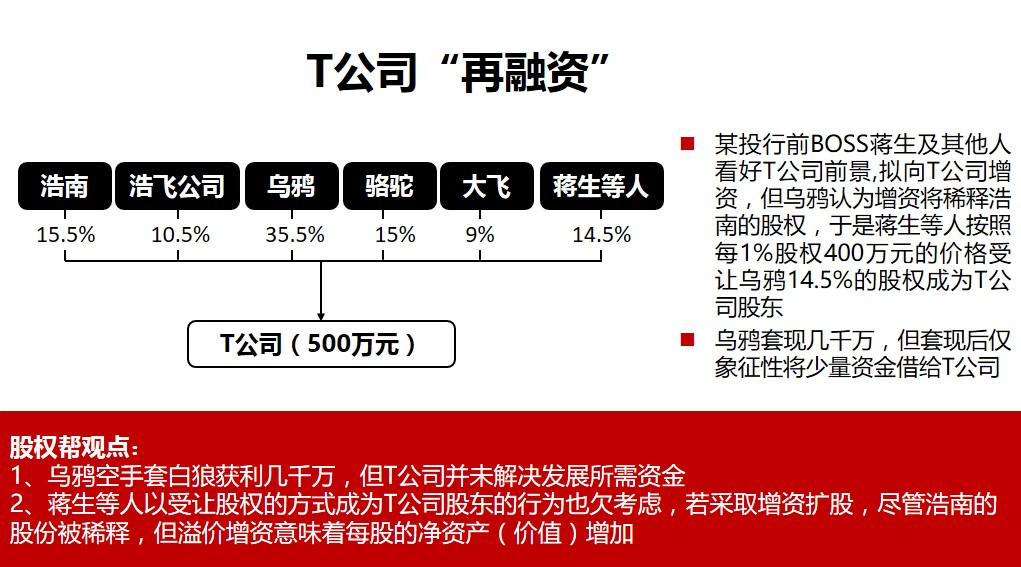 T公司“再融资”
浩南 浩飞公司 乌鸦 骆驼 大飞 蒋生等人
15.5% 10.5% 35.5% 15% 9% 14.5%
T公司（500万元）
某投行前BOSS蒋生及其他人
看好T公司前景,拟向T公司增
资，但乌鸦认为增资将稀释浩
南的股权，于是蒋生等人按照
每1%股权400万元的价格受
让乌鸦14.5%的股权成为T公
司股东
乌鸦套现几千万，但套现后仅
象征性将少量资金借给T公司
股权帮观点：
1、乌鸦空手套白狼获利几千万，但T公司并未解决发展所需资金
2、蒋生等人以受让股权的方式成为T公司股东的行为也欠考虑，若采取增资扩股，尽管浩南的
股份被稀释，但溢价增资意味着每股的净资产（价值）增加